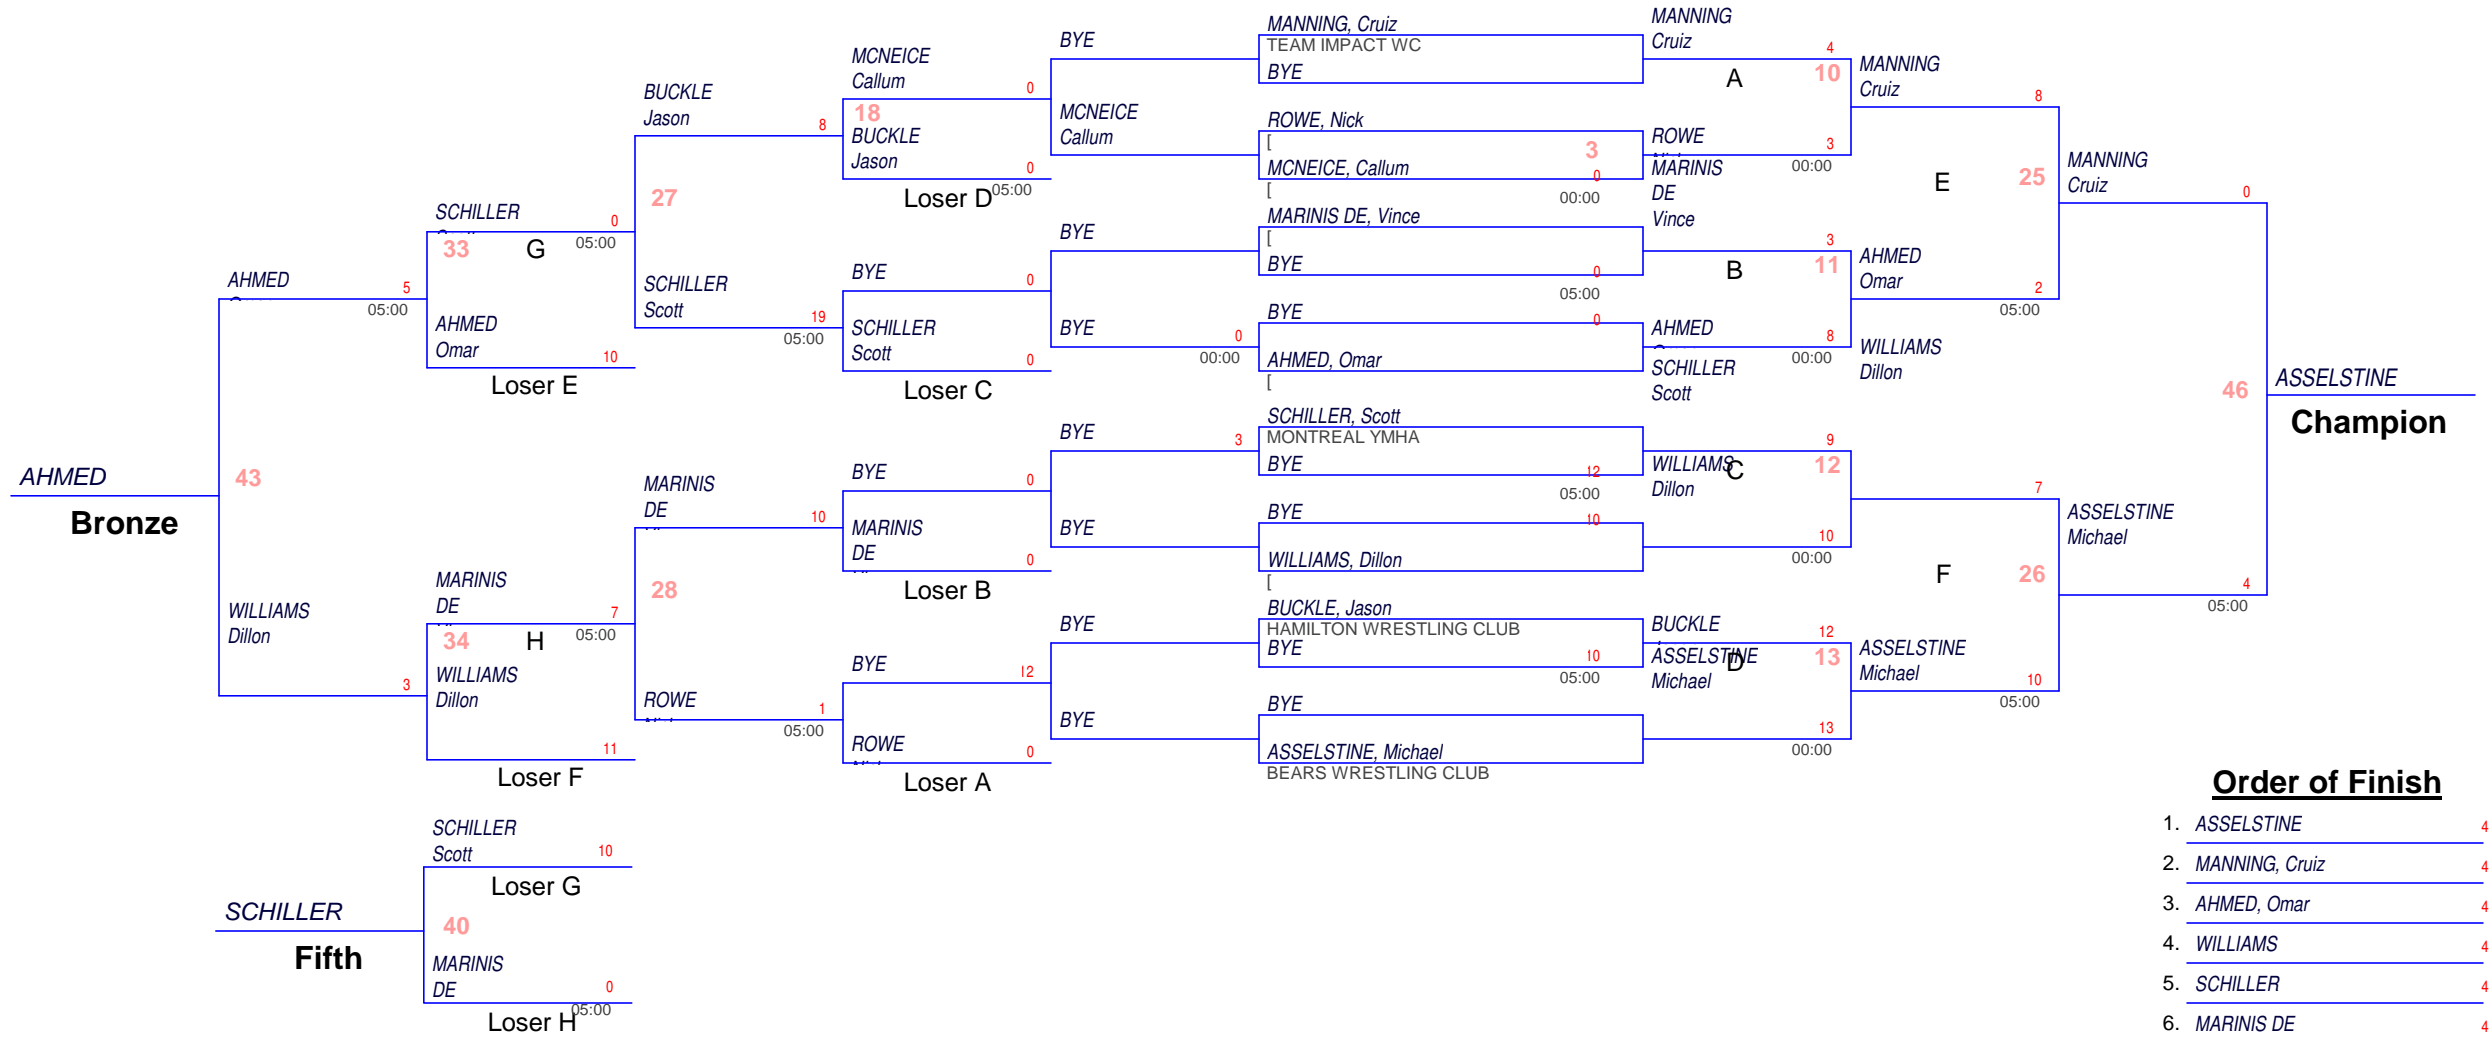 AHMED
43
Bronze
AHMED
5
05:00
WILLIAMS
Dillon
3
SCHILLER
0
33
G
05:00
AHMED
Omar
10
Loser E
MARINIS
DE
7
34
H
05:00
WILLIAMS
Dillon
11
Loser F
SCHILLER
Scott
10
Loser G
SCHILLER
40
Fifth
MARINIS
DE
0
05:00
Loser H
BUCKLE
Jason
8
27
SCHILLER
Scott
19
05:00
MARINIS
DE
10
28
ROWE
1
05:00
MCNEICE
Callum
0
18
BUCKLE
Jason
0
05:00
Loser D
BYE
0
SCHILLER
Scott
0
Loser C
BYE
0
MARINIS
DE
0
Loser B
BYE
12
ROWE
0
Loser A
BYE
MCNEICE
Callum
BYE
BYE
0
00:00
BYE
3
BYE
BYE
BYE
MANNING, Cruiz
TEAM IMPACT WC
BYE
ROWE, Nick
[
3
MCNEICE, Callum
0
[
00:00
MARINIS DE, Vince
[
BYE
0
05:00
BYE
0
AHMED, Omar
[
SCHILLER, Scott
MONTREAL YMHA
BYE
12
05:00
BYE
10
WILLIAMS, Dillon
[
BUCKLE, Jason
HAMILTON WRESTLING CLUB
BYE
10
05:00
BYE
ASSELSTINE, Michael
BEARS WRESTLING CLUB
MANNING
Cruiz
4
A
10
ROWE
3
00:00
MARINIS
DE
Vince
3
B
11
AHMED
8
00:00
SCHILLER
Scott
9
C
12
WILLIAMS
Dillon
10
00:00
BUCKLE
12
D
13
ASSELSTINE
Michael
13
00:00
MANNING
Cruiz
8
E
25
AHMED
Omar
2
05:00
WILLIAMS
Dillon
7
F
26
ASSELSTINE
Michael
10
05:00
MANNING
Cruiz
0
46
ASSELSTINE
Michael
4
05:00
ASSELSTINE
Champion
Order of Finish
1. ASSELSTINE 4
2. MANNING, Cruiz 4
3. AHMED, Omar 4
4. WILLIAMS 4
5. SCHILLER 4
6. MARINIS DE 4